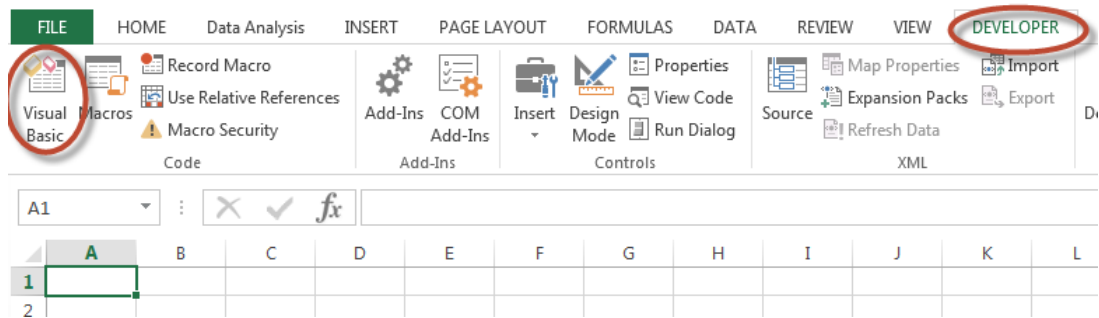 FILE HOME Data Analysis INSERT PAGE LAYOUT FORMULAS DATA REVIEW VIEW DEVELOPER
Visual Basic
Macros
Record Macro
Use Relative References
Macro Security
Code
Add-Ins
COM Add-Ins
Add-Ins
Insert
Design Mode
Properties
View Code
Run Dialog
Controls
Source
Map Properties
Expansion Packs
Refresh Data
Import
Export
XML
A1
fx
A B C D E F G H I J K L
1
2